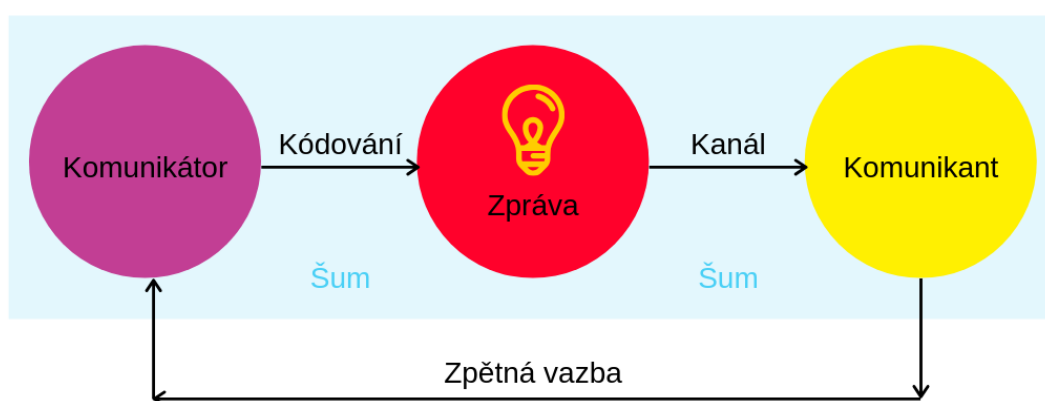 Komunikátor
Kódování
Zpráva
Kanál
Komunikant
Šum
Šum
Zpětná vazba